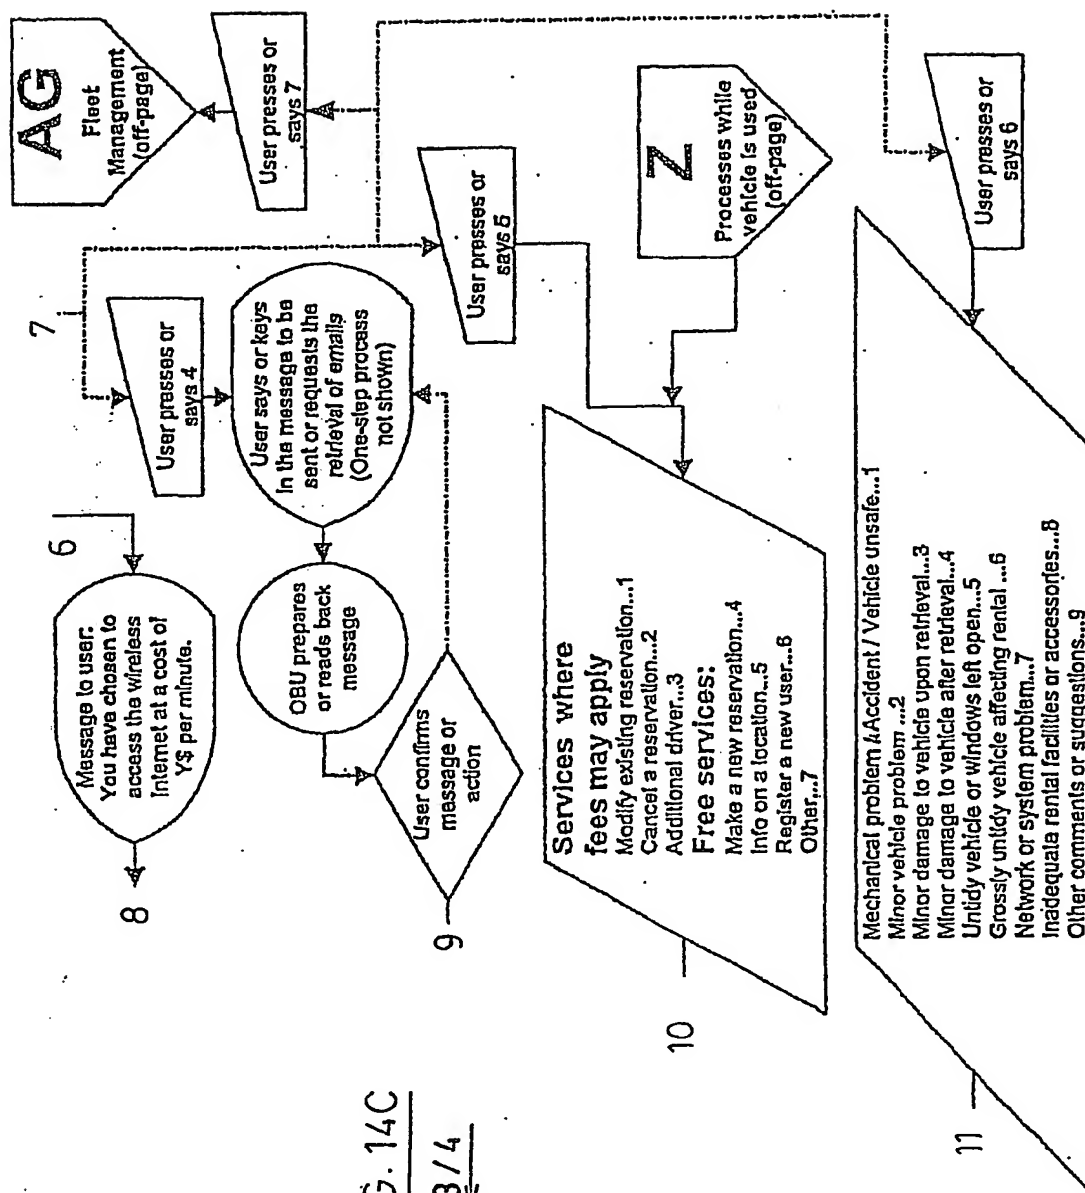 AG
Fleet
Management
(off-page)
User presses or
says 7
7
User presses or
says 4
User presses or
says 5
6
Message to user:
You have chosen to
access the wireless
Internet at a cost of
Y$ per minute.
8
User says or keys
In the message to be
sent or requests the
retrieval of emails
(One-step process
not shown)
OBU prepares
or reads back
message
User confirms
message or
action
9
Z
Processes while
vehicle is used
(off-page)
User presses or
says 6
Services where
fees may apply
Modify existing reservation...1
Cancel a reservation...2
Additional driver...3
Free services:
Make a new reservation...4
Info on a location...5
Register a new user...6
Other...7
10
Mechanical problem /Accident / Vehicle unsafe...1
Minor vehicle problem ...2
Minor damage to vehicle upon retrieval...3
Minor damage to vehicle after retrieval...4
Untidy vehicle or windows left open...5
Grossly untidy vehicle affecting rental ...6
Network or system problem...7
Inadequate rental facilities or accessories...8
Other comments or suggestions...9
11
G. 14C
3/4